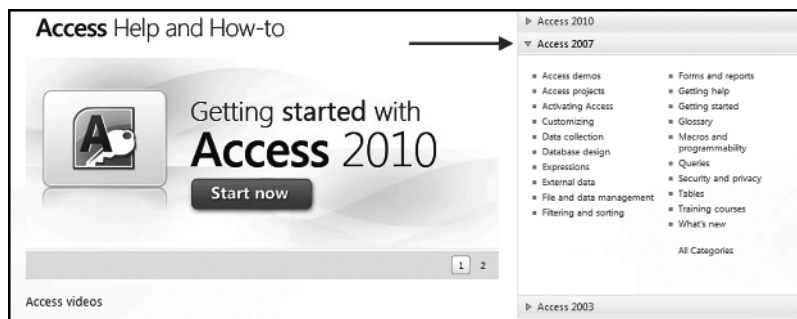 Access Help and How-to
A
Getting started with
Access 2010
Start now
1 2
Access videos
Access 2010
Access 2007
Access demos
Access projects
Activating Access
Customizing
Data collection
Database design
Expressions
External data
File and data management
Filtering and sorting
Forms and reports
Getting help
Getting started
Glossary
Macros and
programmability
Queries
Security and privacy
Tables
Training courses
What's new
All Categories
Access 2003